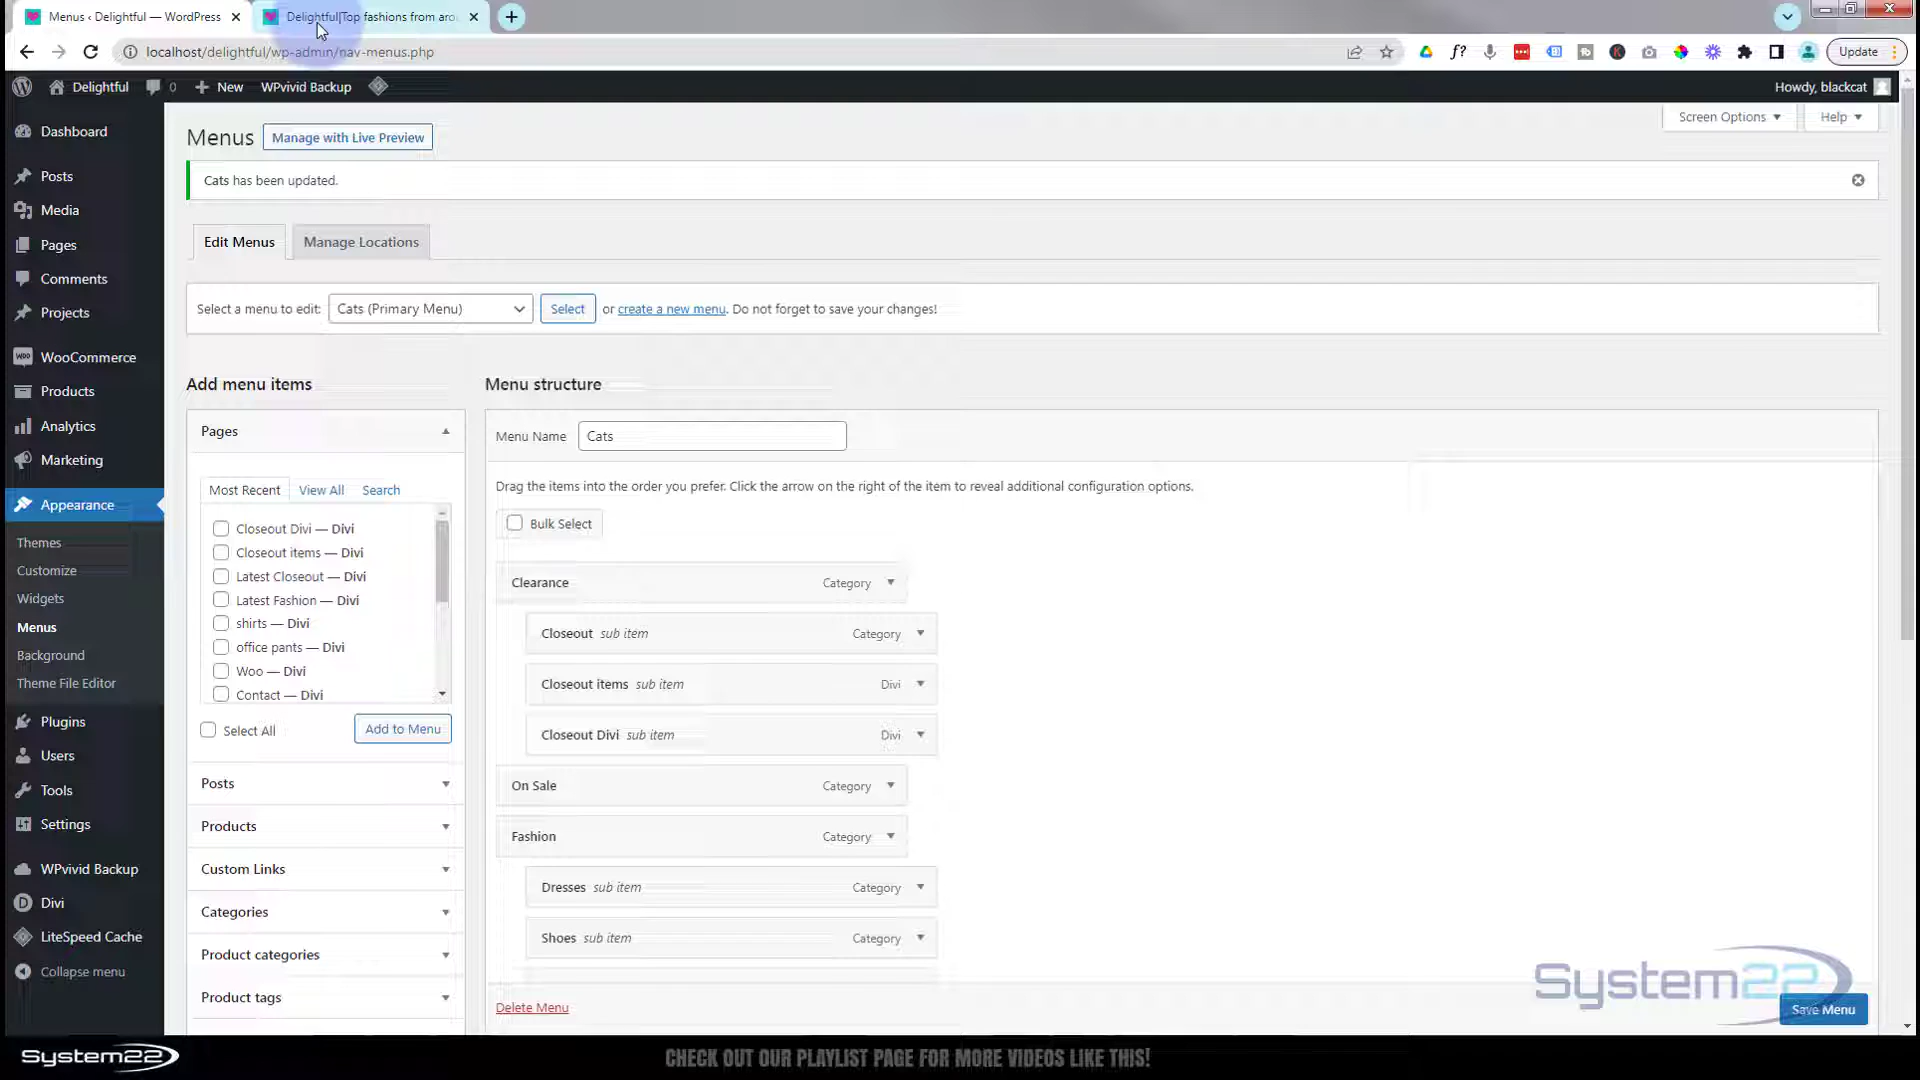 Menus ‹ Delightful — WordPress
Delightful|Top fashions from arou
localhost/delightful/wp-admin/nav-menus.php
Update
Delightful
0
New
WPvivid Backup
Howdy, blackcat
Dashboard
Posts
Media
Pages
Comments
Projects
WooCommerce
Products
Analytics
Marketing
Appearance
Themes
Customize
Widgets
Menus
Background
Theme File Editor
Plugins
Users
Tools
Settings
WPvivid Backup
Divi
LiteSpeed Cache
Collapse menu
Menus
Manage with Live Preview
Screen Options
Help
Cats has been updated.
Edit Menus
Manage Locations
Select a menu to edit:
Cats (Primary Menu)
Select
or create a new menu. Do not forget to save your changes!
Add menu items
Pages
Most Recent
View All
Search
Closeout Divi — Divi
Closeout items — Divi
Latest Closeout — Divi
Latest Fashion — Divi
shirts — Divi
office pants — Divi
Woo — Divi
Contact — Divi
Select All
Add to Menu
Posts
Products
Custom Links
Categories
Product categories
Product tags
Menu structure
Menu Name
Cats
Drag the items into the order you prefer. Click the arrow on the right of the item to reveal additional configuration options.
Bulk Select
Clearance Category
Closeout sub item Category
Closeout items sub item Divi
Closeout Divi sub item Divi
On Sale Category
Fashion Category
Dresses sub item Category
Shoes sub item Category
Delete Menu
System22
Save Menu
System22
CHECK OUT OUR PLAYLIST PAGE FOR MORE VIDEOS LIKE THIS!